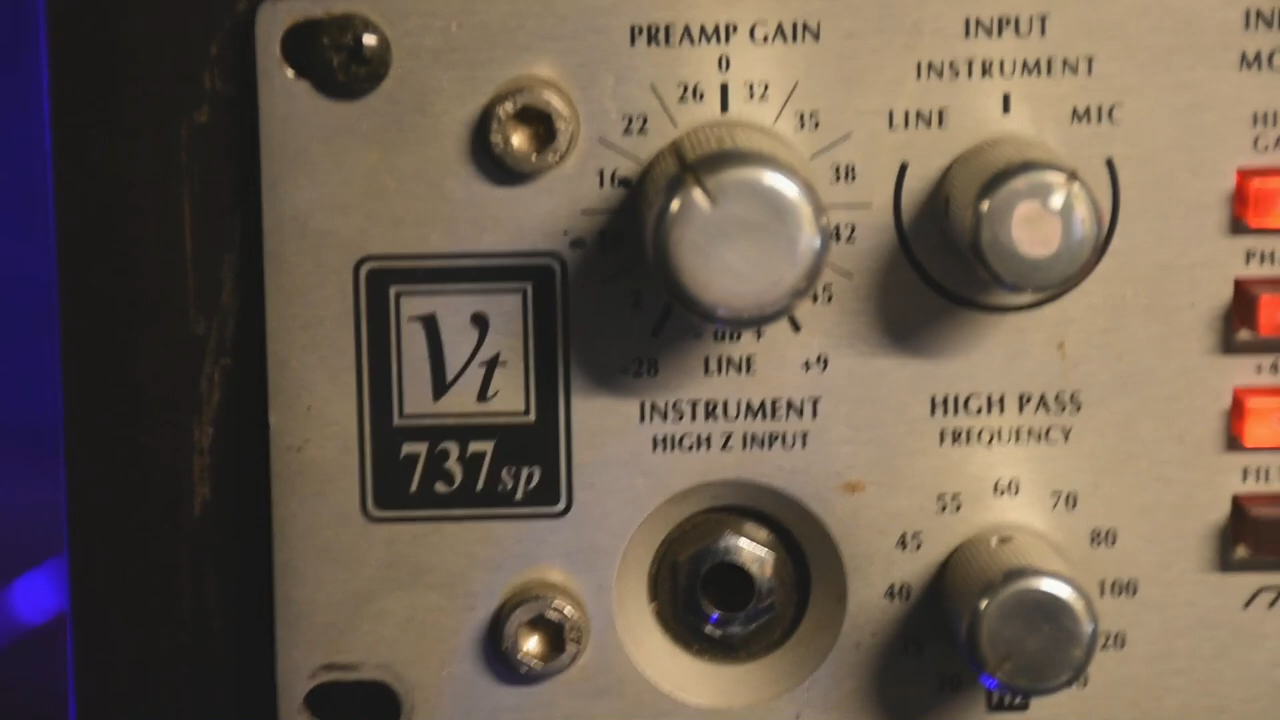 PREAMP GAIN
0
26 32
22 35
16 38
42
45
-28 LINE +9
INSTRUMENT
HIGH Z INPUT
INPUT
INSTRUMENT
LINE MIC
HIGH PASS
FREQUENCY
60
55 70
45 80
40 100
Vt
737sp